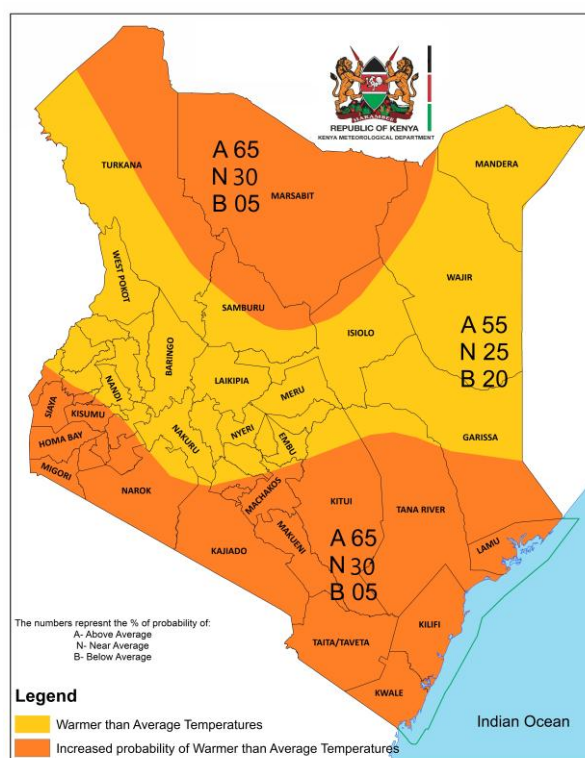 HARAMBEE
REPUBLIC OF KENYA
KENYA METEOROLOGICAL DEPARTMENT
MANDERA
TURKANA
A 65
N 30
B 05
MARSABIT
WEST POKOT
WAJIR
SAMBURU
ISIOLO
A 55
N 25
B 20
BARINGO
LAIKIPIA
MERU
NANDI
SIAYA
KISUMU
NYERI
EMBU
NAKURU
GARISSA
HOMA BAY
MIGORI
NAROK
MACHAKOS
KITUI
TANA RIVER
LAMU
KAJIADO
MAKUENI
A 65
N 30
B 05
KILIFI
TAITA/TAVETA
KWALE
The numbers represnt the % of probability of:
A- Above Average
N- Near Average
B- Below Average
Legend
Warmer than Average Temperatures
Increased probability of Warmer than Average Temperatures
Indian Ocean